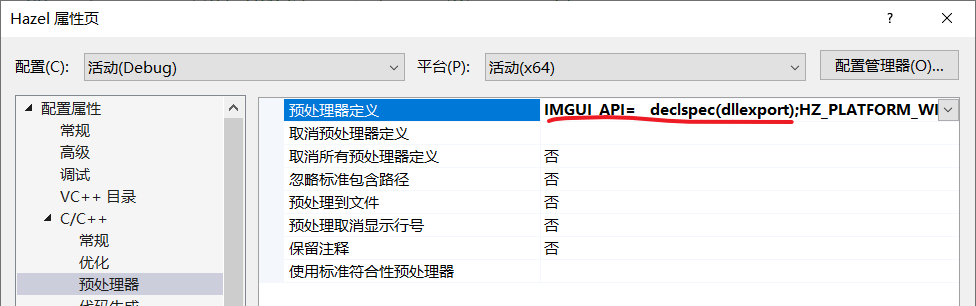 Hazel 属性页
? ×
配置(C): 活动(Debug) 平台(P): 活动(x64) 配置管理器(O)...
配置属性
常规
高级
调试
VC++ 目录
C/C++
常规
优化
预处理器
预处理器定义 IMGUI_API=__declspec(dllexport);HZ_PLATFORM_WI
取消预处理器定义
取消所有预处理器定义 否
忽略标准包含路径 否
预处理到文件 否
预处理取消显示行号 否
保留注释 否
使用标准符合性预处理器